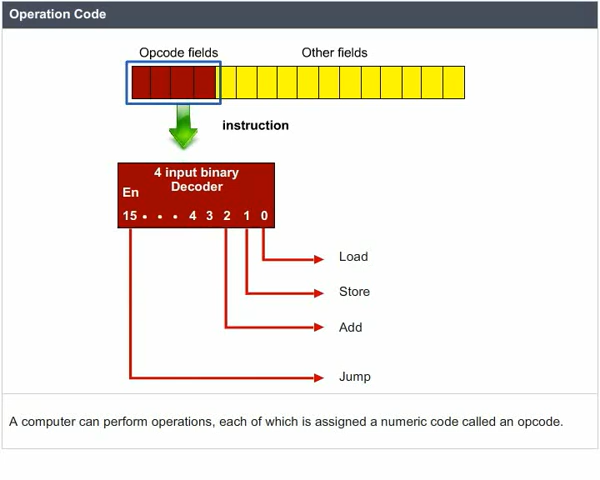 Operation Code
Opcode fields Other fields
instruction
4 input binary
Decoder
En
15 • • • 4 3 2 1 0
Load
Store
Add
Jump
A computer can perform operations, each of which is assigned a numeric code called an opcode.